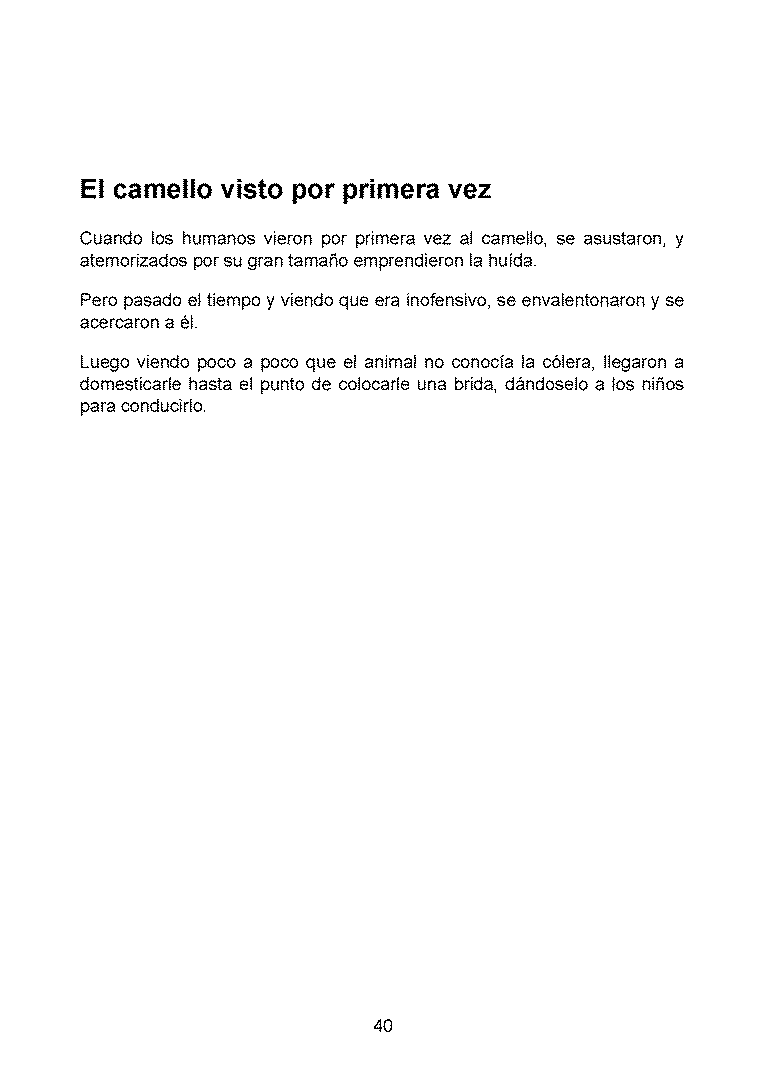 El camello visto por primera vez
Cuando los humanos vieron por primera vez al camello, se asustaron, y
atemorizados por su gran tamaño emprendieron la huída.
Pero pasado el tiempo y viendo que era inofensivo, se envalentonaron y se
acercaron a él.
Luego viendo poco a poco que el animal no conocía la cólera, llegaron a
domesticarle hasta el punto de colocarle una brida, dándoselo a los niños
para conducirlo.
40